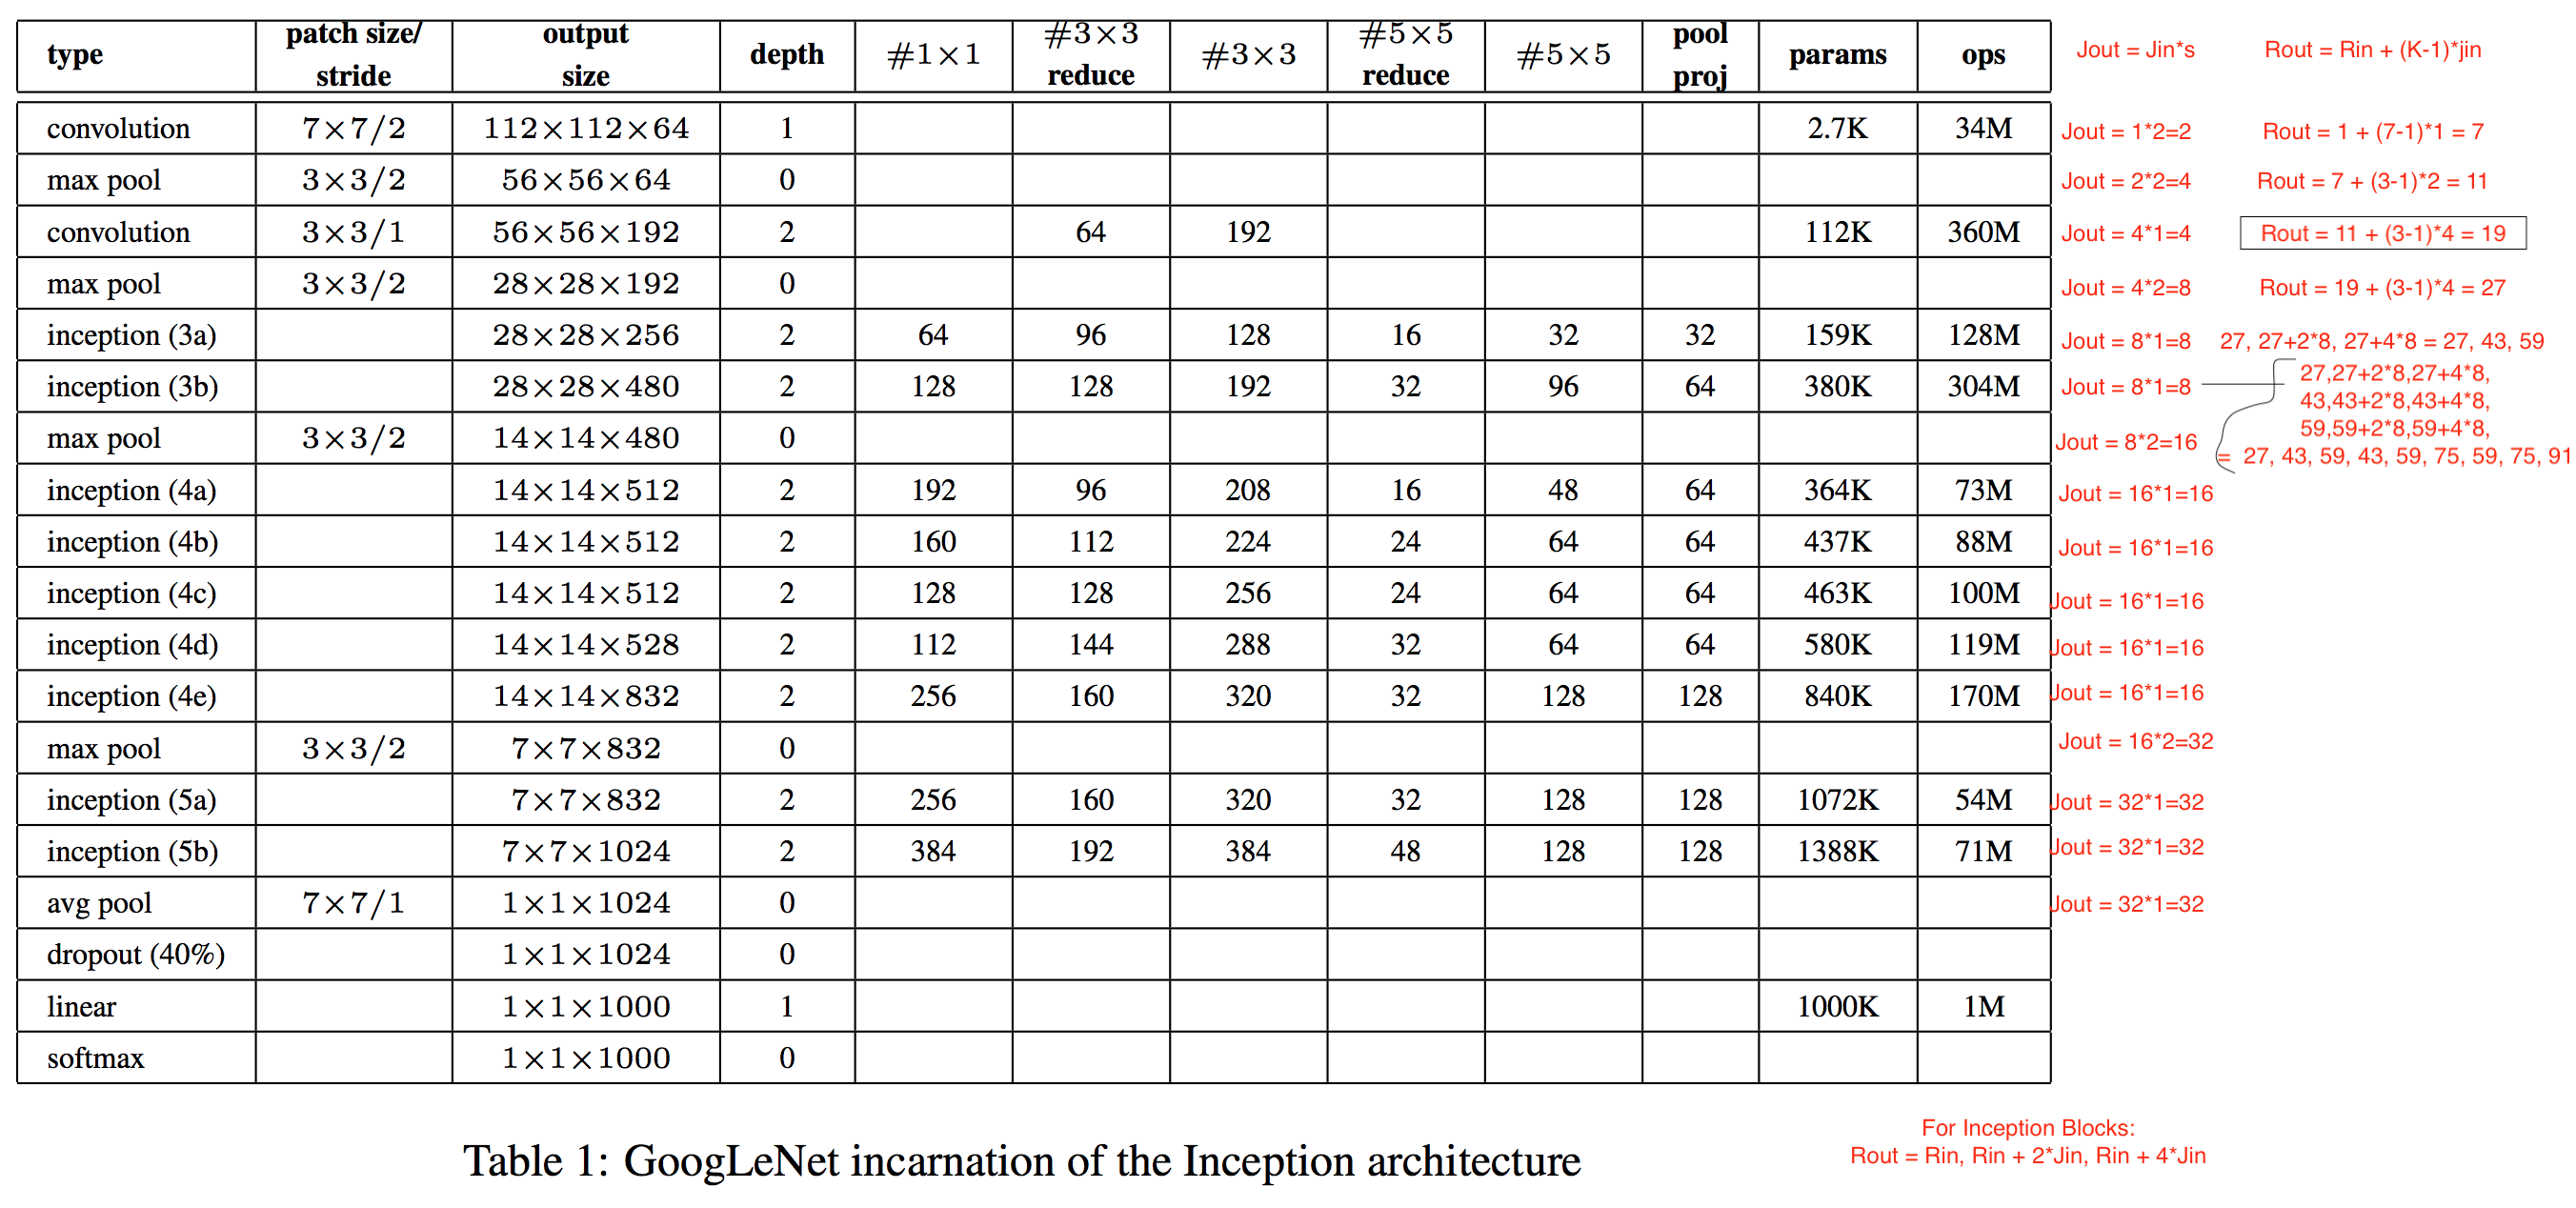 type patch size/ stride output size depth #1×1 #3×3 reduce #3×3 #5×5 reduce #5×5 pool proj params ops Jout = Jin*s Rout = Rin + (K-1)*jin
convolution 7×7/2 112×112×64 1 2.7K 34M Jout = 1*2=2 Rout = 1 + (7-1)*1 = 7
max pool 3×3/2 56×56×64 0 Jout = 2*2=4 Rout = 7 + (3-1)*2 = 11
convolution 3×3/1 56×56×192 2 64 192 112K 360M Jout = 4*1=4 Rout = 11 + (3-1)*4 = 19
max pool 3×3/2 28×28×192 0 Jout = 4*2=8 Rout = 19 + (3-1)*4 = 27
inception (3a) 28×28×256 2 64 96 128 16 32 32 159K 128M Jout = 8*1=8 27, 27+2*8, 27+4*8 = 27, 43, 59
inception (3b) 28×28×480 2 128 128 192 32 96 64 380K 304M Jout = 8*1=8
27,27+2*8,27+4*8,
43,43+2*8,43+4*8,
59,59+2*8,59+4*8,
= 27, 43, 59, 43, 59, 75, 59, 75, 91
max pool 3×3/2 14×14×480 0 Jout = 8*2=16
inception (4a) 14×14×512 2 192 96 208 16 48 64 364K 73M Jout = 16*1=16
inception (4b) 14×14×512 2 160 112 224 24 64 64 437K 88M Jout = 16*1=16
inception (4c) 14×14×512 2 128 128 256 24 64 64 463K 100M Jout = 16*1=16
inception (4d) 14×14×528 2 112 144 288 32 64 64 580K 119M Jout = 16*1=16
inception (4e) 14×14×832 2 256 160 320 32 128 128 840K 170M Jout = 16*1=16
max pool 3×3/2 7×7×832 0 Jout = 16*2=32
inception (5a) 7×7×832 2 256 160 320 32 128 128 1072K 54M Jout = 32*1=32
inception (5b) 7×7×1024 2 384 192 384 48 128 128 1388K 71M Jout = 32*1=32
avg pool 7×7/1 1×1×1024 0 Jout = 32*1=32
dropout (40%) 1×1×1024 0
linear 1×1×1000 1 1000K 1M
softmax 1×1×1000 0
Table 1: GoogLeNet incarnation of the Inception architecture
For Inception Blocks:
Rout = Rin, Rin + 2*Jin, Rin + 4*Jin